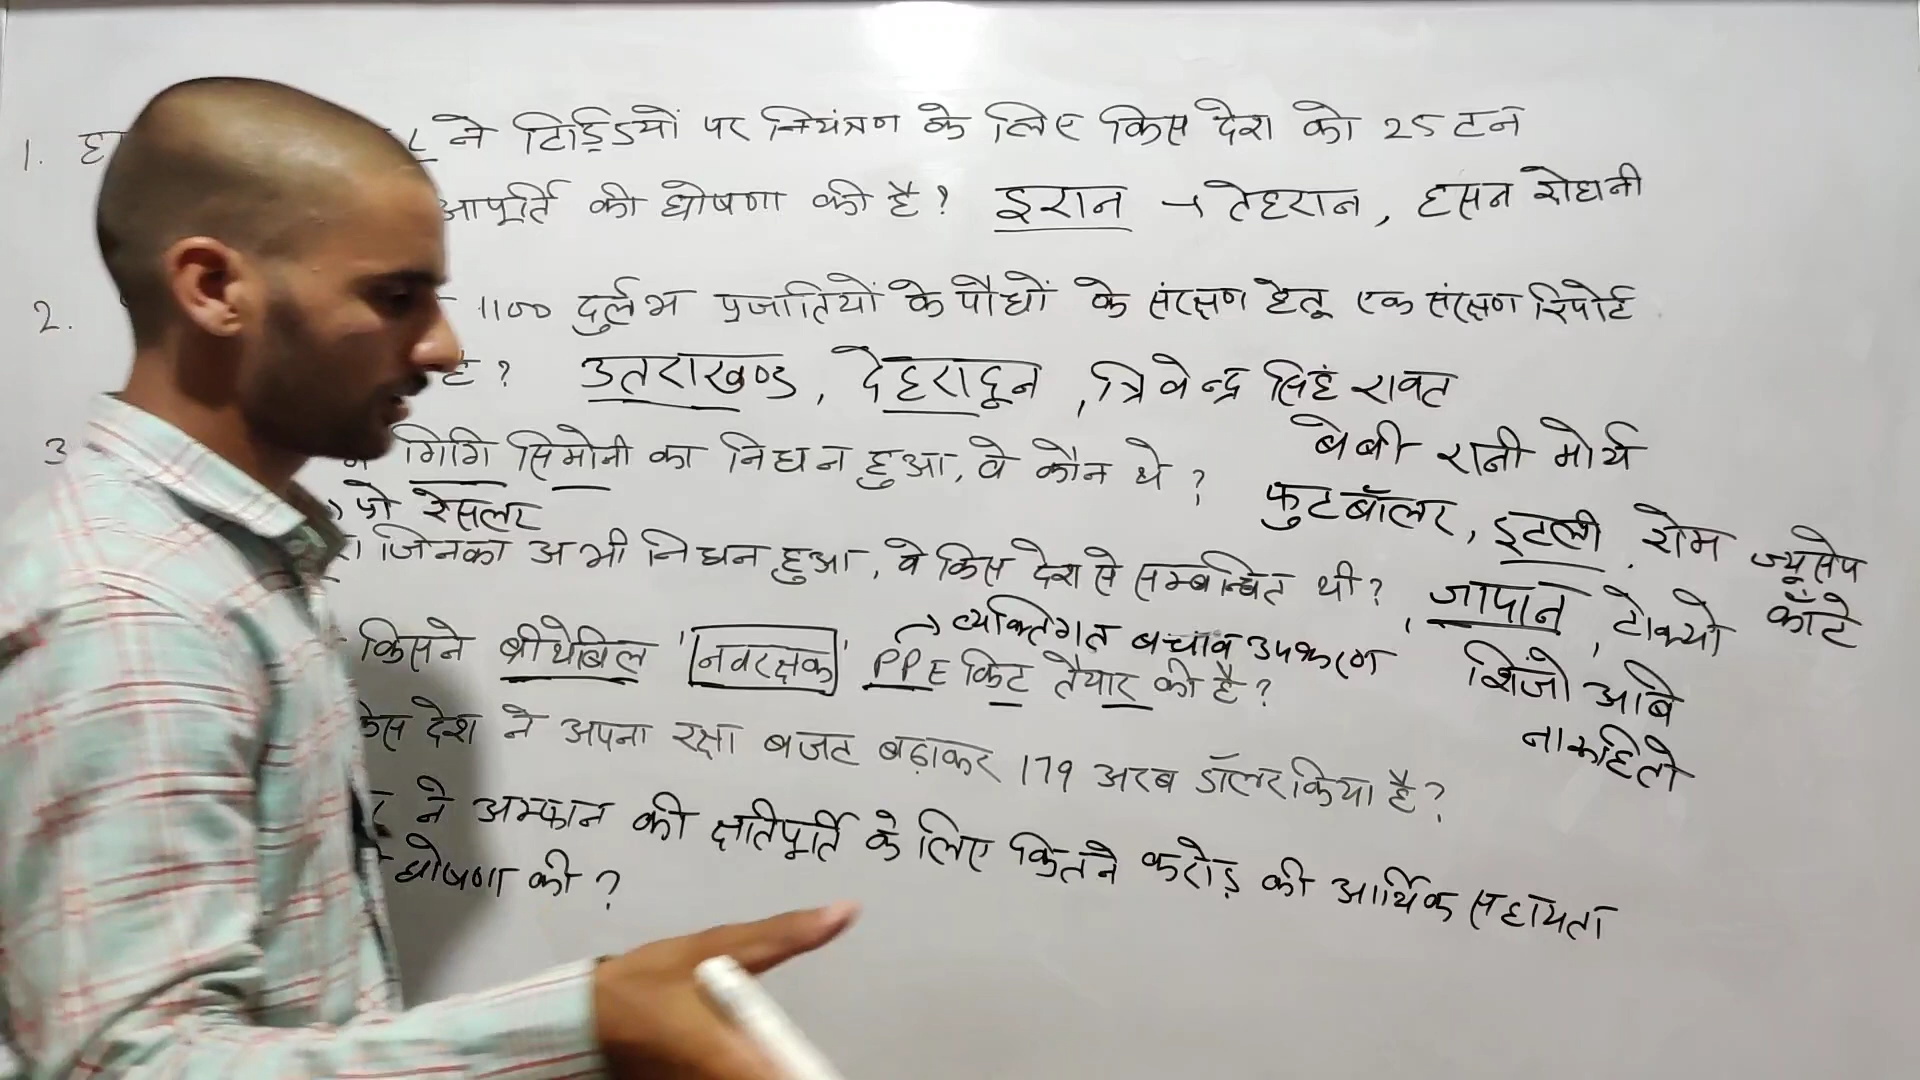 1. ने टिड्डियों पर नियंत्रण के लिए किस देश को 25 टन
आपूर्ति की घोषणा की है? इरान → तेहरान, हसन रोहानी
2. 1100 दुर्लभ प्रजातियों के पौधों के संरक्षण हेतू एक संरक्षण रिपोर्ट
है? उतराखण्ड, देहरादून, त्रिवेन्द्र सिहं रावत
बेबी रानी मोर्य
3. गिगि सिमोनी का निधन हुआ, वे कौन थे? फुटबॉलर, इटली, रोम ज्यूसेप कॉंटे
प्रो रेसलर
जिनका अभी निधन हुआ, वे किस देश से सम्बन्धित थी? जापान, टोक्यो
शिंजो आबे
नारूहितो
→ व्यक्तिगत बचाव उपकरण
किसने ब्रीथेबिल 'नवरक्षक' PPE किट तैयार की है?
देश ने अपना रक्षा बजट बढ़ाकर 179 अरब डॉलर किया है?
ने अम्फान की क्षतिपूर्ति के लिए कितने करोड़ की आर्थिक सहायता
घोषणा की?